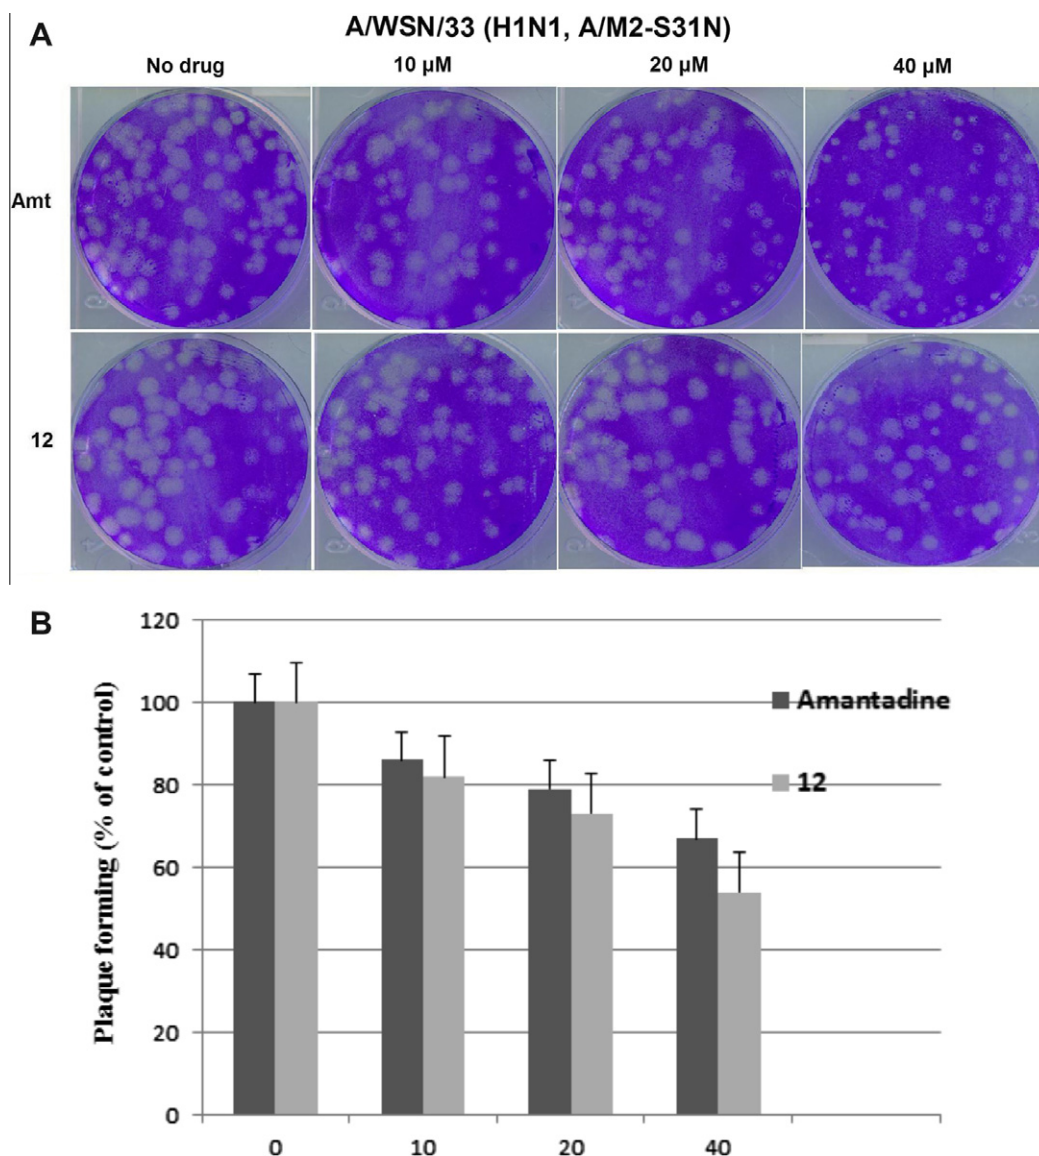 A
A/WSN/33 (H1N1, A/M2-S31N)
No drug 10 μM 20 μM 40 μM
Amt
12
B
Plaque forming (% of control)
120
100
80
60
40
20
0
0 10 20 40
Amantadine
12